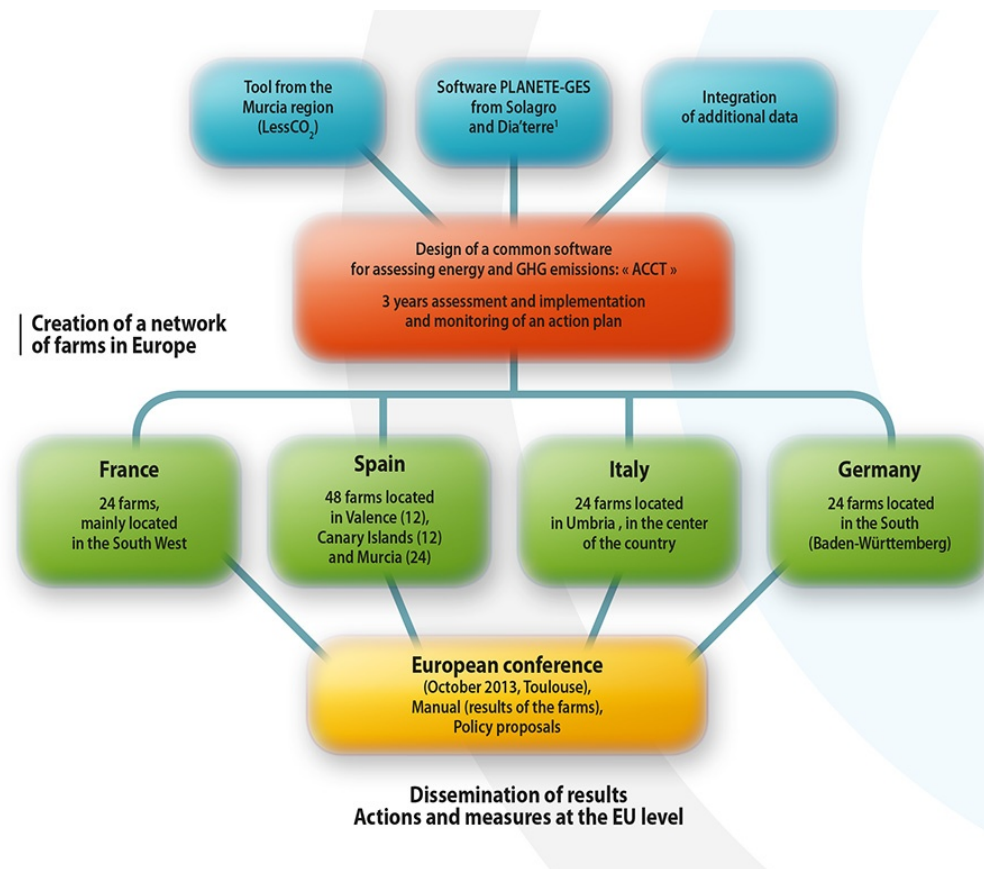 Tool from the
Murcia region
(LessCO₂)
Software PLANETE-GES
from Solagro
and Dia'terre¹
Integration
of additional data
Design of a common software
for assessing energy and GHG emissions: « ACCT »
3 years assessment and implementation
and monitoring of an action plan
Creation of a network
of farms in Europe
France
24 farms,
mainly located
in the South West
Spain
48 farms located
in Valence (12),
Canary Islands (12)
and Murcia (24)
Italy
24 farms located
in Umbria , in the center
of the country
Germany
24 farms located
in the South
(Baden-Württemberg)
European conference
(October 2013, Toulouse),
Manual (results of the farms),
Policy proposals
Dissemination of results
Actions and measures at the EU level